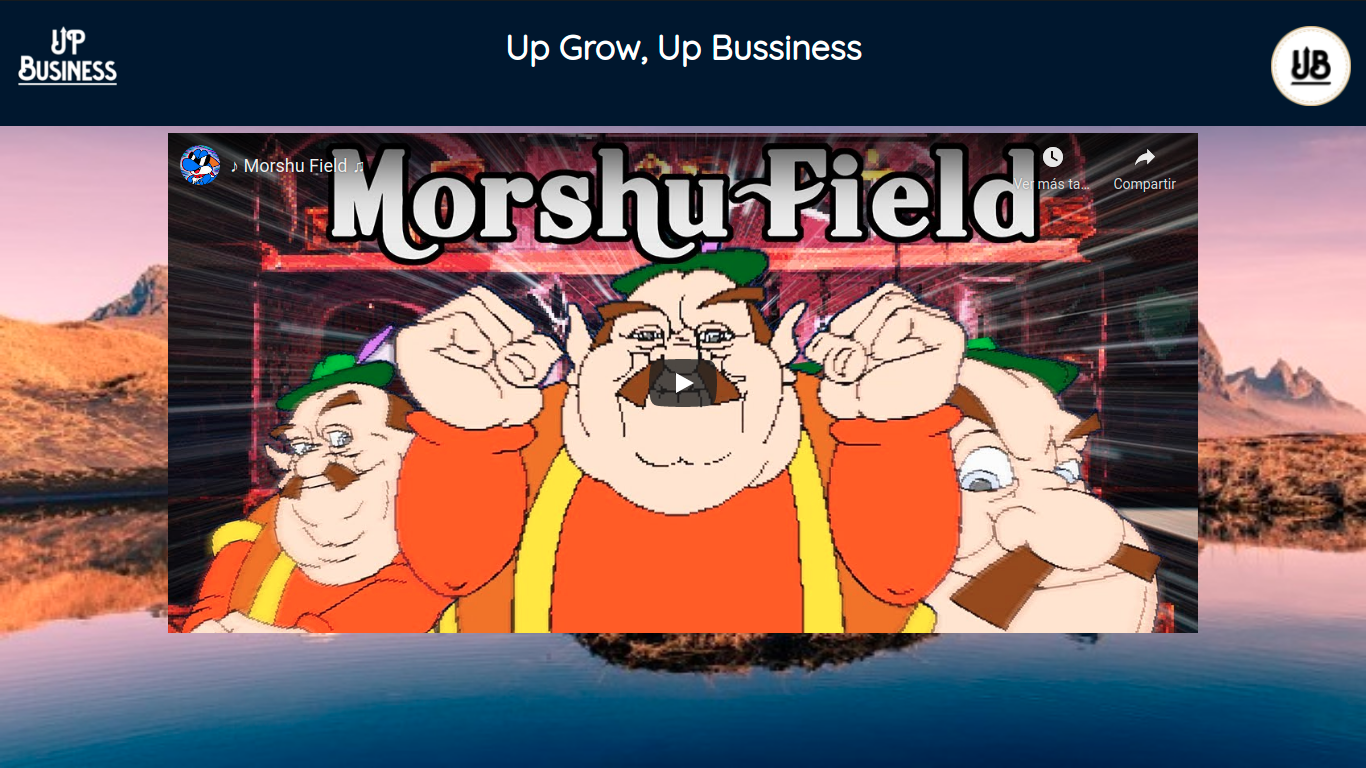 UP
BUSINESS
Up Grow, Up Bussiness
UB
♪ Morshu Field ♫
Morshu Field
Ver más ta...
Compartir